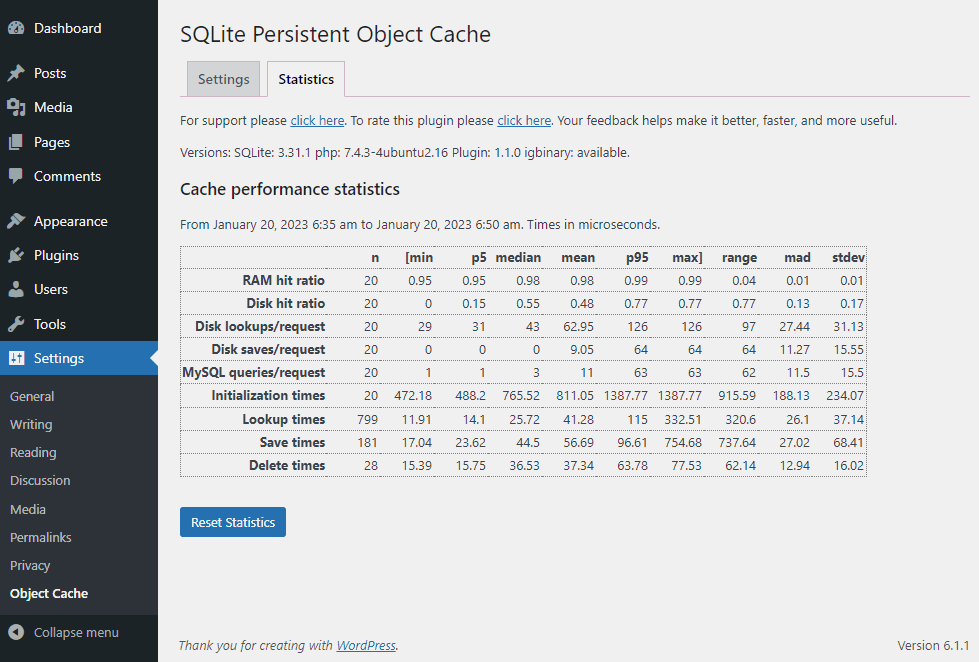 Dashboard
Posts
Media
Pages
Comments
Appearance
Plugins
Users
Tools
Settings
General
Writing
Reading
Discussion
Media
Permalinks
Privacy
Object Cache
Collapse menu
SQLite Persistent Object Cache
Settings Statistics
For support please click here. To rate this plugin please click here. Your feedback helps make it better, faster, and more useful.
Versions: SQLite: 3.31.1 php: 7.4.3-4ubuntu2.16 Plugin: 1.1.0 igbinary: available.
Cache performance statistics
From January 20, 2023 6:35 am to January 20, 2023 6:50 am. Times in microseconds.
n [min p5 median mean p95 max] range mad stdev
RAM hit ratio 20 0.95 0.95 0.98 0.98 0.99 0.99 0.04 0.01 0.01
Disk hit ratio 20 0 0.15 0.55 0.48 0.77 0.77 0.77 0.13 0.17
Disk lookups/request 20 29 31 43 62.95 126 126 97 27.44 31.13
Disk saves/request 20 0 0 0 9.05 64 64 64 11.27 15.55
MySQL queries/request 20 1 1 3 11 63 63 62 11.5 15.5
Initialization times 20 472.18 488.2 765.52 811.05 1387.77 1387.77 915.59 188.13 234.07
Lookup times 799 11.91 14.1 25.72 41.28 115 332.51 320.6 26.1 37.14
Save times 181 17.04 23.62 44.5 56.69 96.61 754.68 737.64 27.02 68.41
Delete times 28 15.39 15.75 36.53 37.34 63.78 77.53 62.14 12.94 16.02
Reset Statistics
Thank you for creating with WordPress. Version 6.1.1